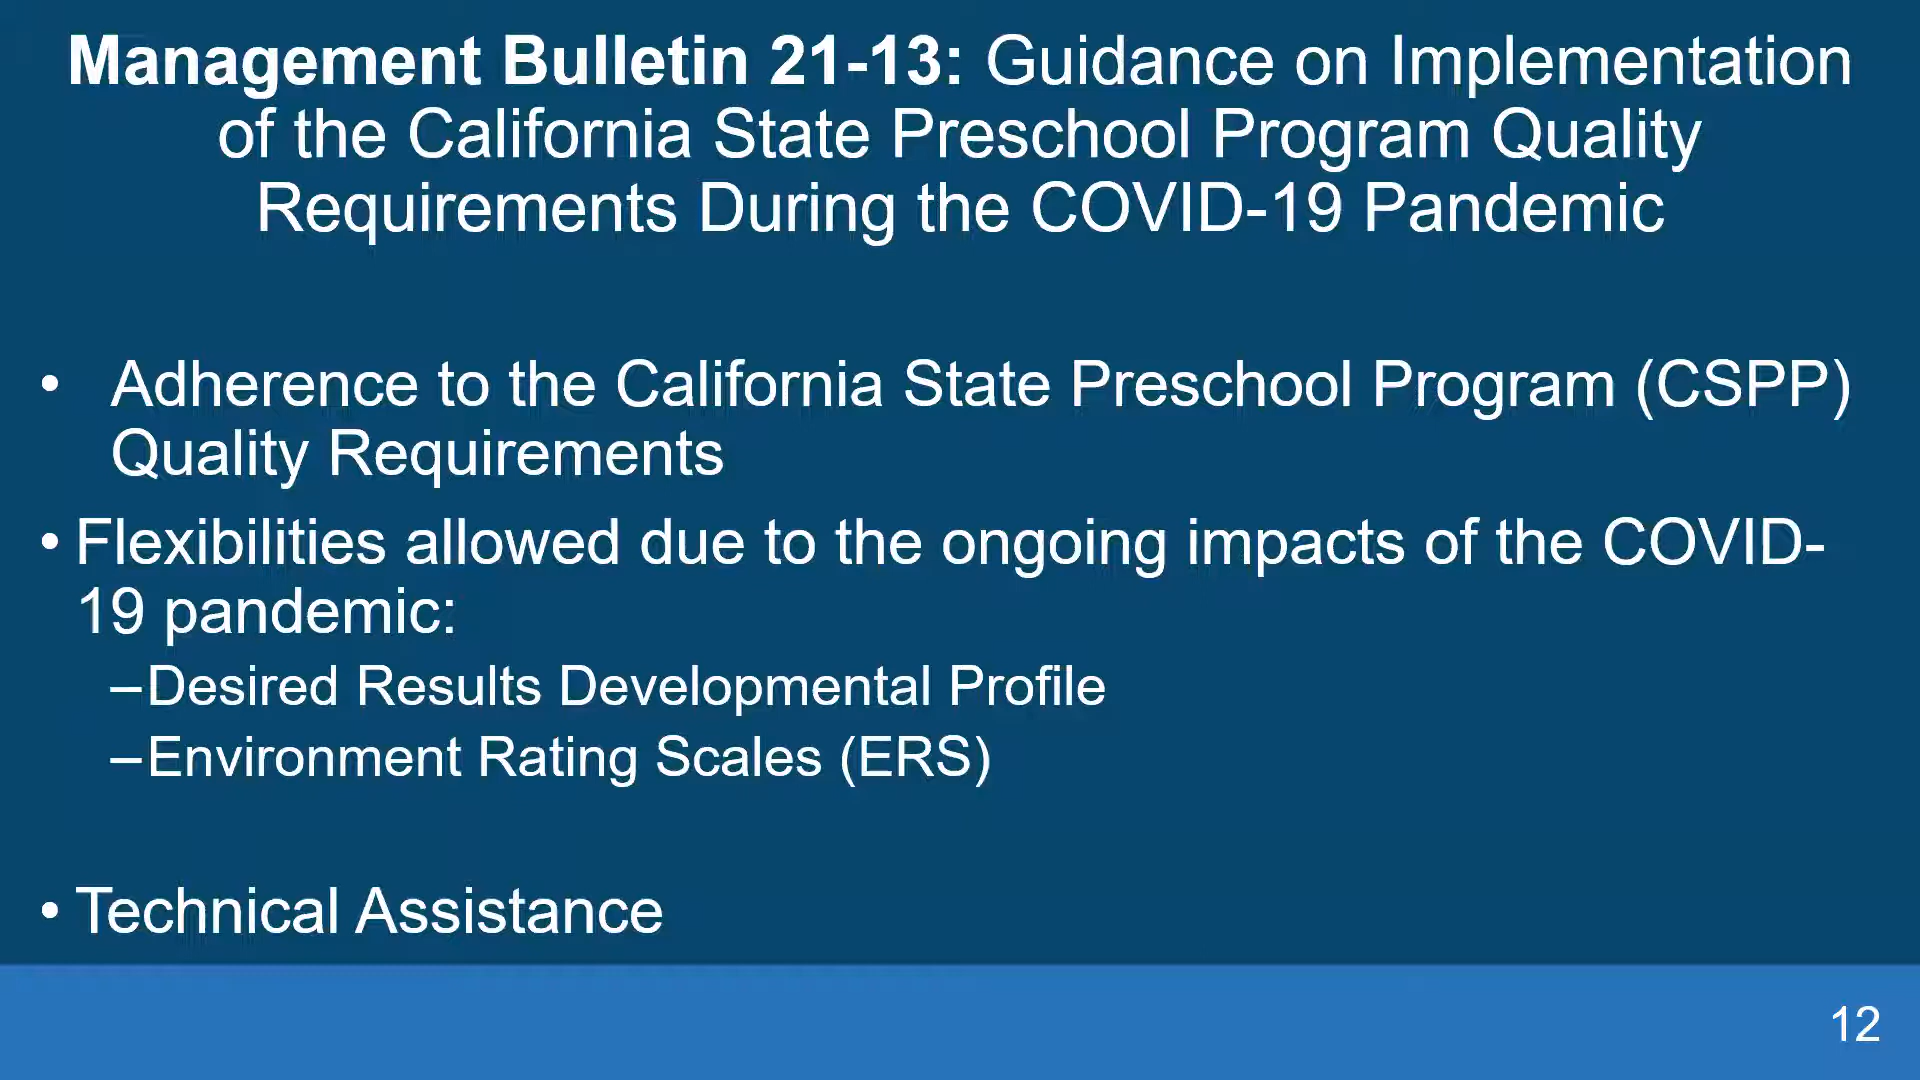 Management Bulletin 21-13: Guidance on Implementation
of the California State Preschool Program Quality
Requirements During the COVID-19 Pandemic
• Adherence to the California State Preschool Program (CSPP)
Quality Requirements
• Flexibilities allowed due to the ongoing impacts of the COVID-
19 pandemic:
–Desired Results Developmental Profile
–Environment Rating Scales (ERS)
• Technical Assistance
12